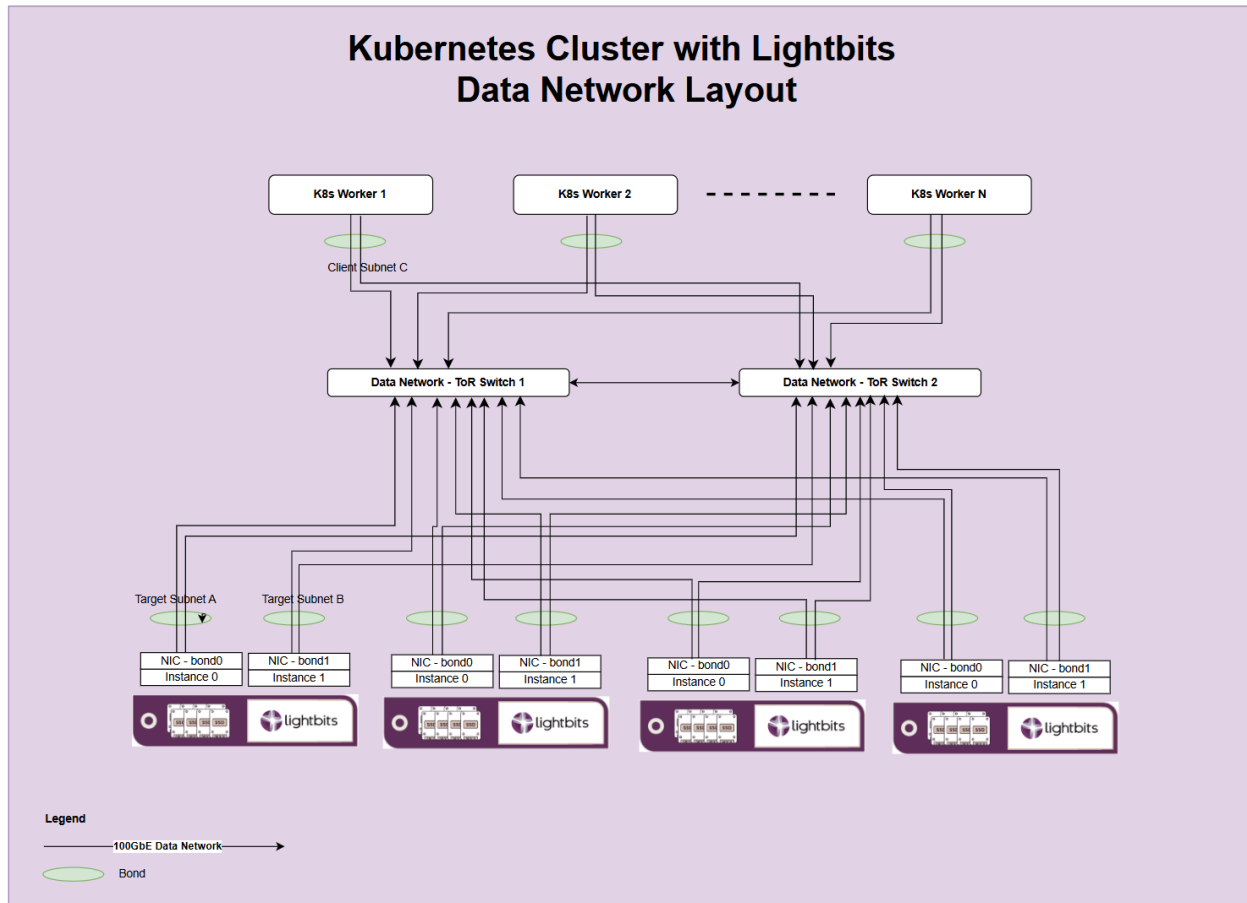 Kubernetes Cluster with Lightbits
Data Network Layout
K8s Worker 1
K8s Worker 2
K8s Worker N
Client Subnet C
Data Network - ToR Switch 1
Data Network - ToR Switch 2
Target Subnet A
Target Subnet B
NIC - bond0
Instance 0
NIC - bond1
Instance 1
NIC - bond0
Instance 0
NIC - bond1
Instance 1
NIC - bond0
Instance 0
NIC - bond1
Instance 1
NIC - bond0
Instance 0
NIC - bond1
Instance 1
lightbits
lightbits
lightbits
lightbits
Legend
100GbE Data Network
Bond